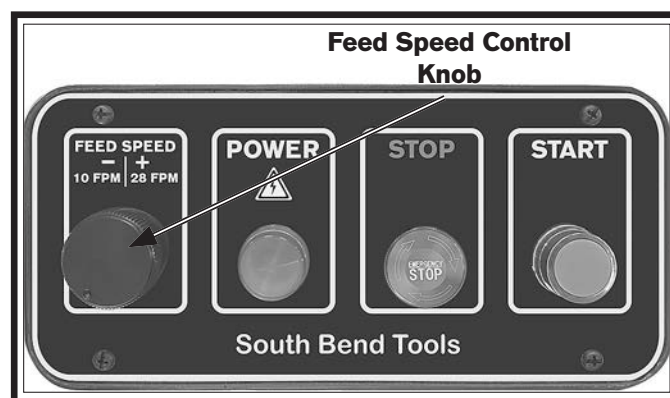 Feed Speed Control
Knob
FEED SPEED
– | +
10 FPM | 28 FPM
POWER
STOP
START
EMERGENCY
STOP
South Bend Tools